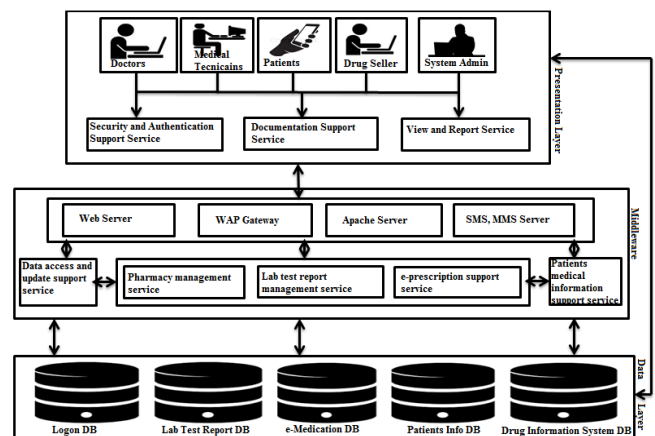 Doctors
Medical
Tecnicains
Patients
Drug Seller
System Admin
Security and Authentication
Support Service
Documentation Support
Service
View and Report Service
Presentation Layer
Web Server
WAP Gateway
Apache Server
SMS, MMS Server
Middleware
Data access and
update support
service
Pharmacy management
service
Lab test report
management service
e-prescription support
service
Patients
medical
information
support service
Data Layer
Logon DB
Lab Test Report DB
e-Medication DB
Patients Info DB
Drug Information System DB